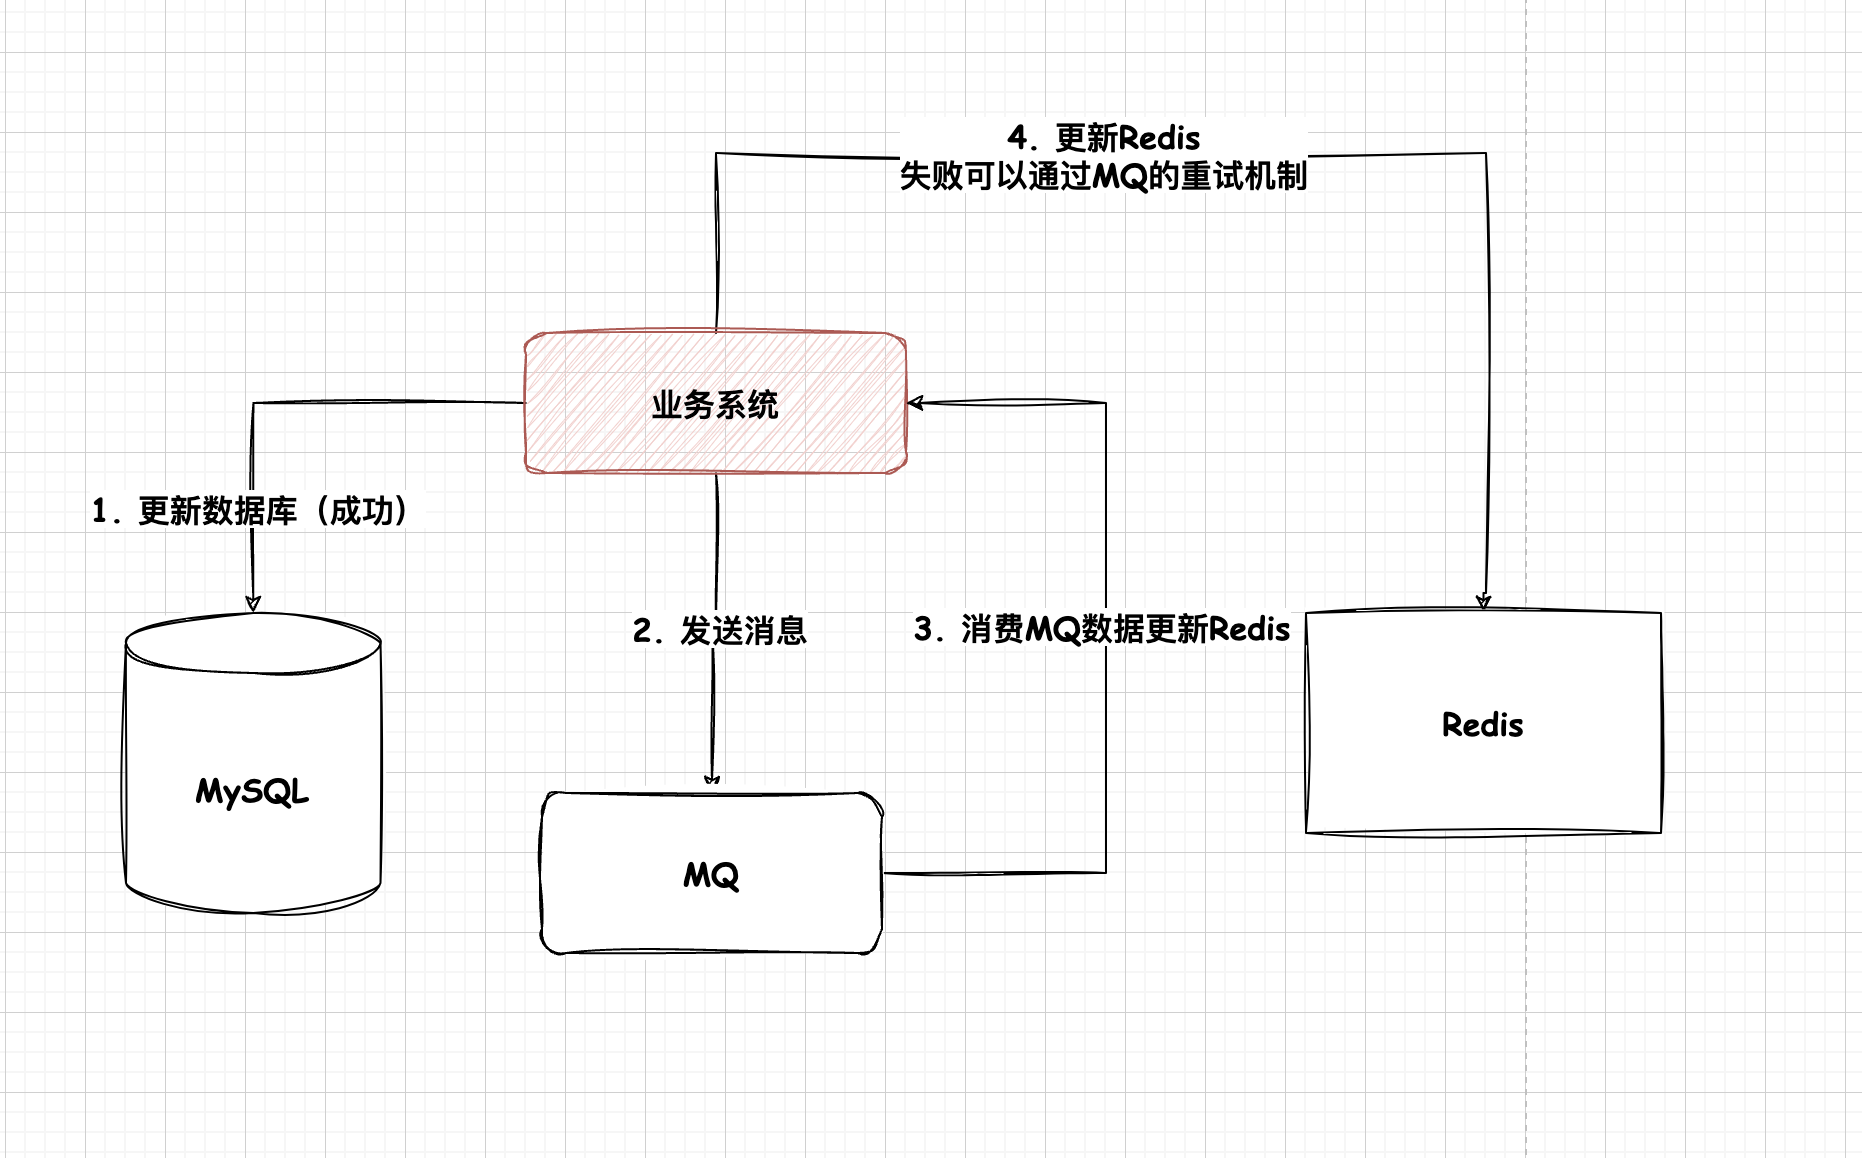 4. 更新Redis
失败可以通过MQ的重试机制
业务系统
1. 更新数据库（成功）
2. 发送消息
3. 消费MQ数据更新Redis
Redis
MySQL
MQ